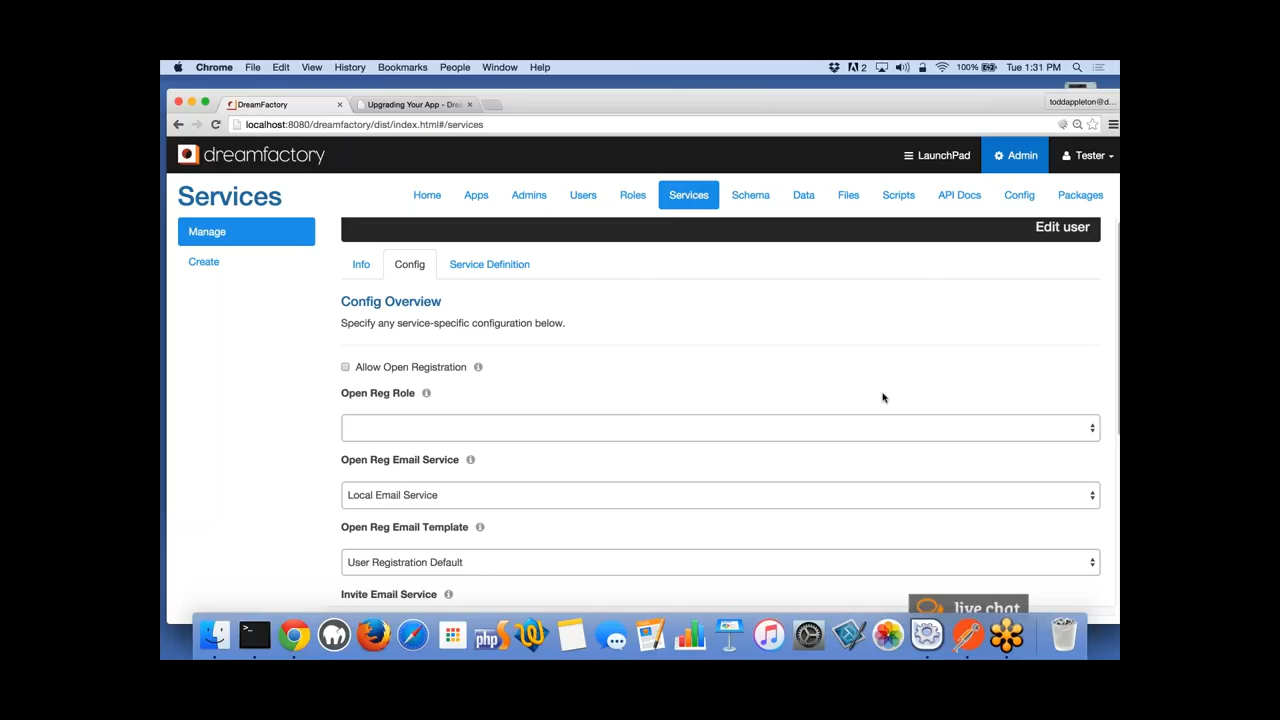 Chrome File Edit View History Bookmarks People Window Help 2 100% Tue 1:31 PM
DreamFactory Upgrading Your App - Drea toddappleton@d...
localhost:8080/dreamfactory/dist/index.html#/services
dreamfactory LaunchPad Admin Tester
Services Home Apps Admins Users Roles Services Schema Data Files Scripts API Docs Config Packages
Manage
Edit user
Create
Info Config Service Definition
Config Overview
Specify any service-specific configuration below.
Allow Open Registration
Open Reg Role
Open Reg Email Service
Local Email Service
Open Reg Email Template
User Registration Default
Invite Email Service
live chat
php